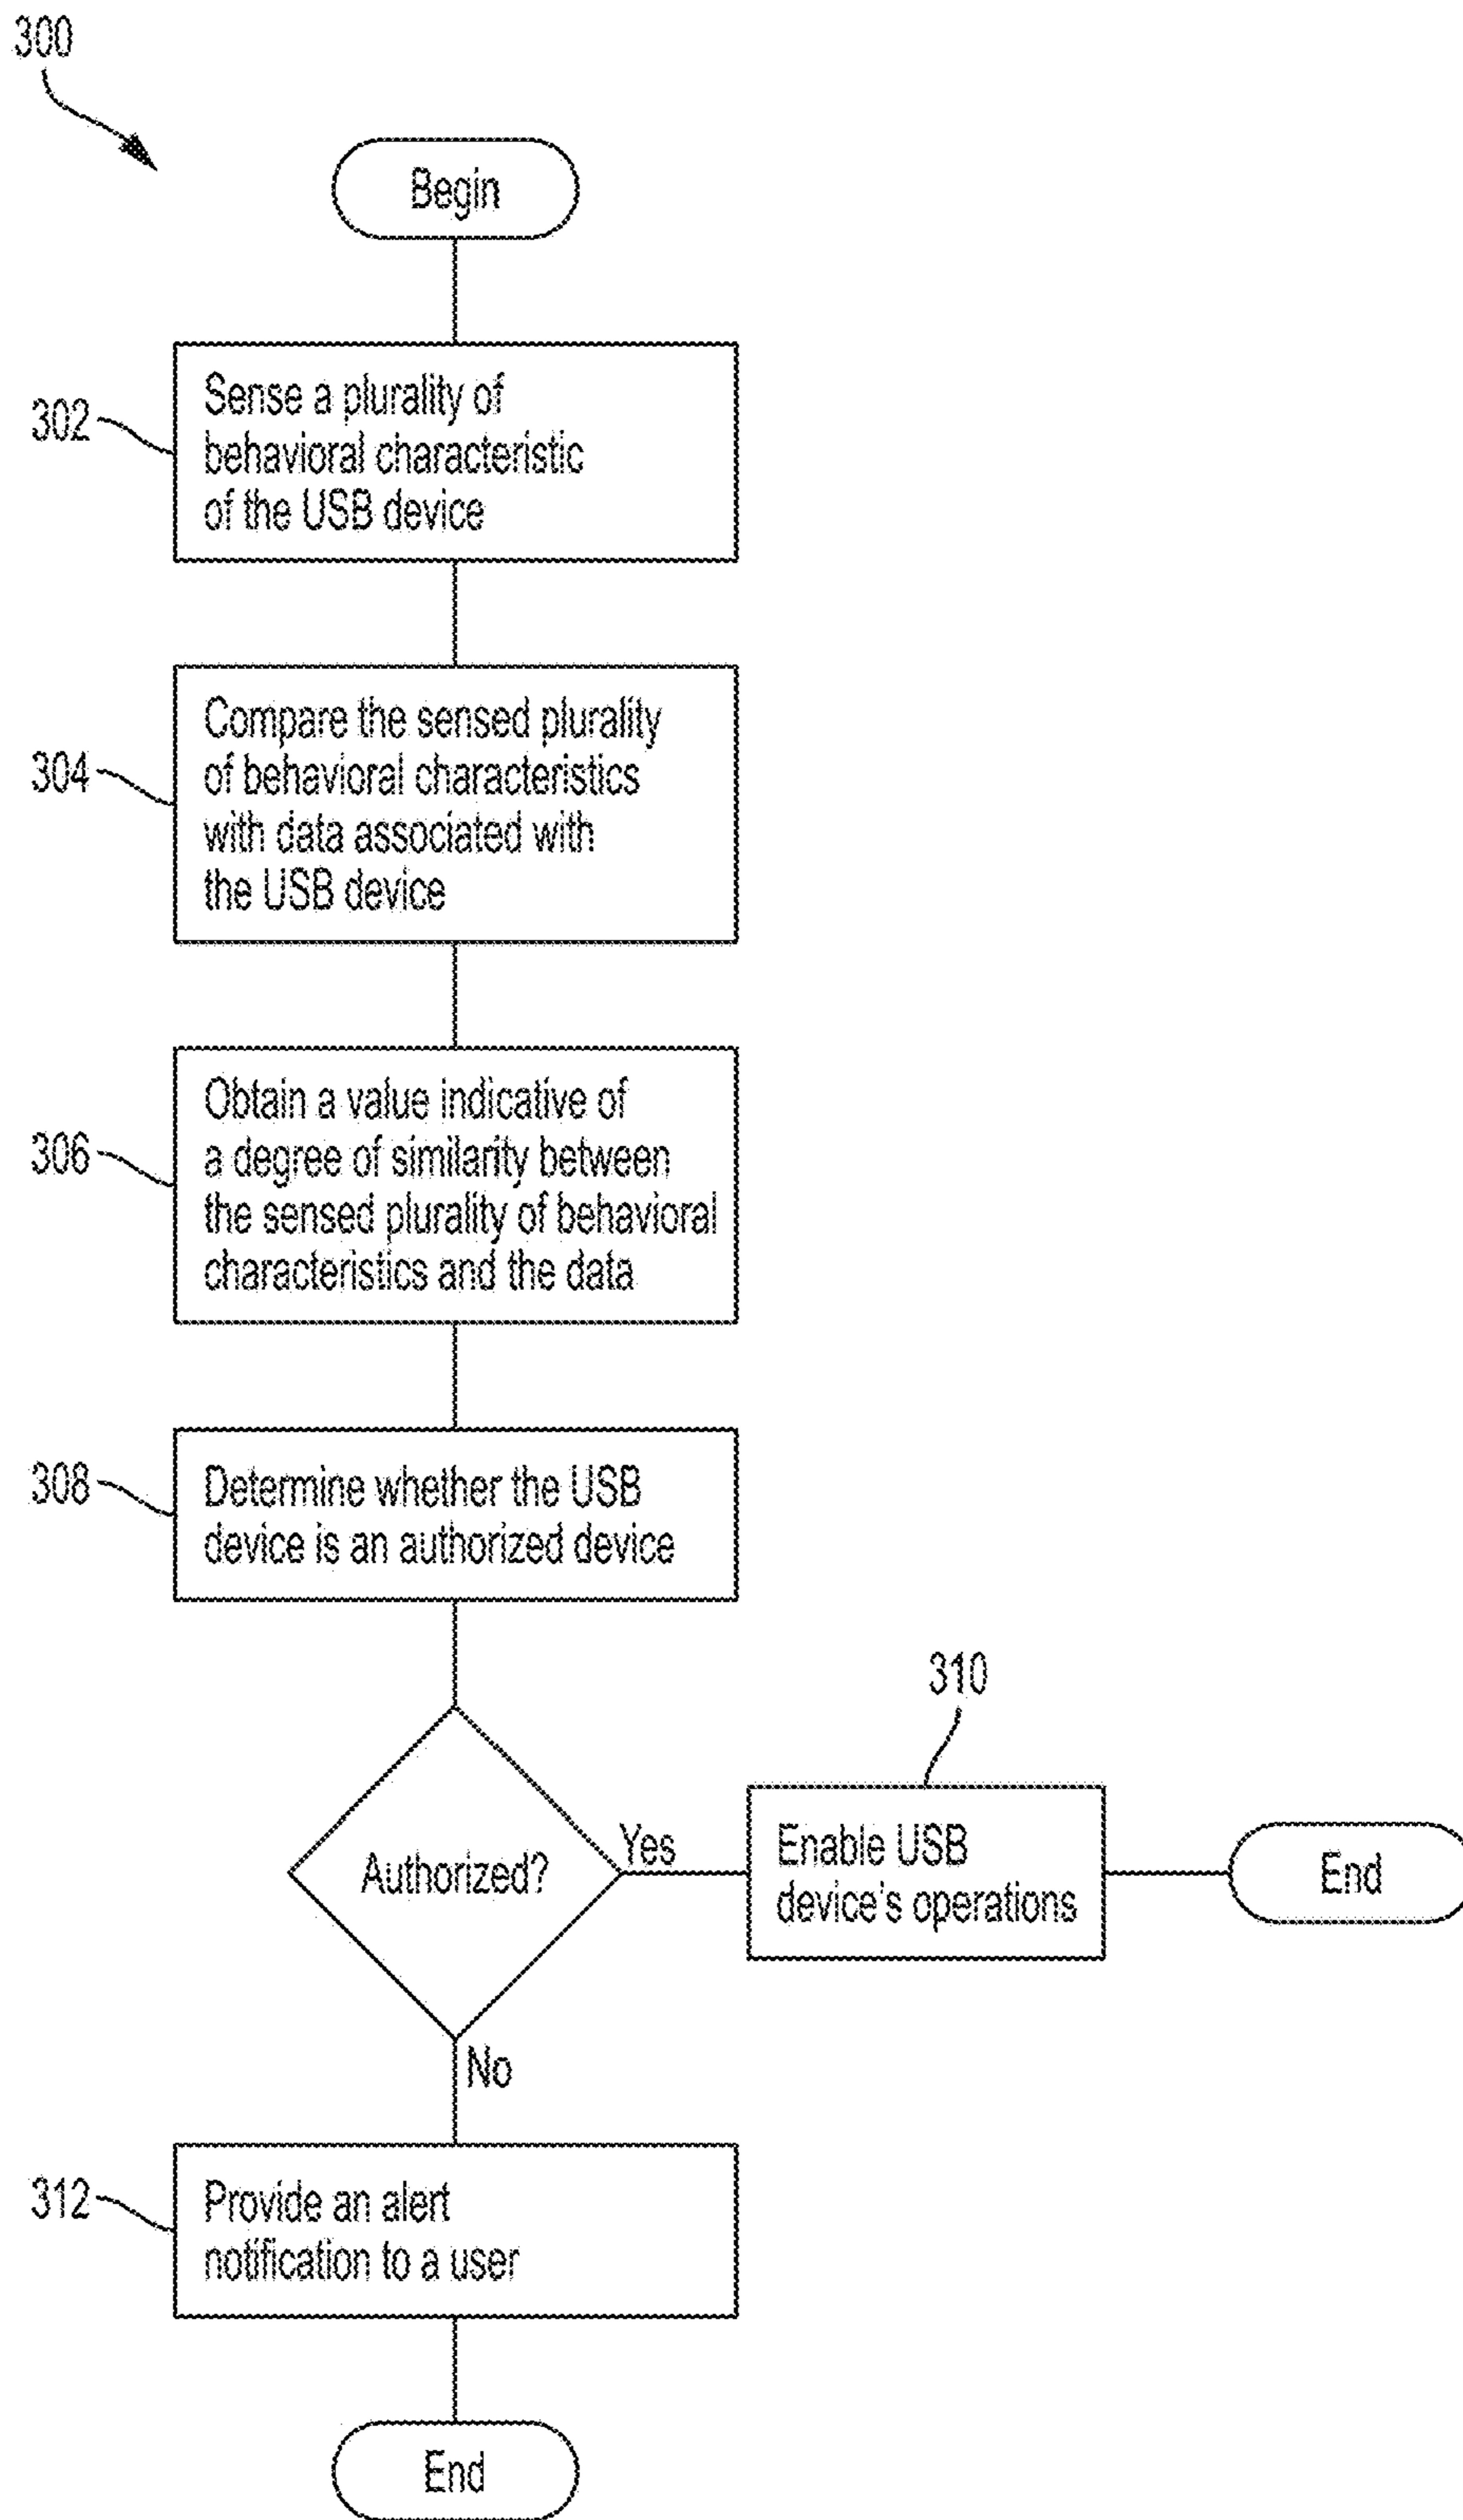 300
Begin
302
Sense a plurality of
behavioral characteristic
of the USB device
304
Compare the sensed plurality
of behavioral characteristics
with data associated with
the USB device
306
Obtain a value indicative of
a degree of similarity between
the sensed plurality of behavioral
characteristics and the data
308
Determine whether the USB
device is an authorized device
310
Authorized?
Yes
Enable USB
device's operations
End
No
312
Provide an alert
notification to a user
End